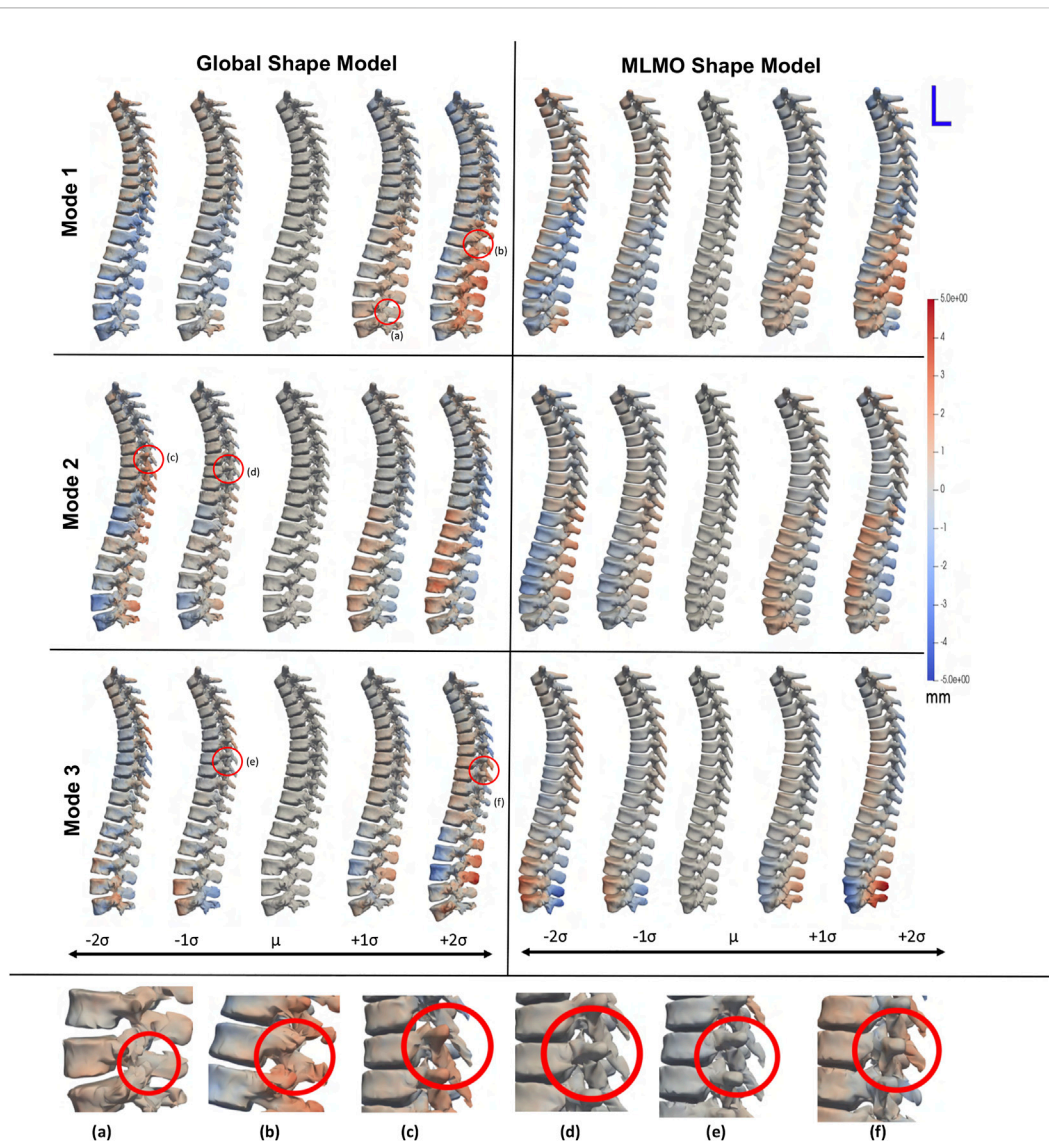 Global Shape Model
MLMO Shape Model
L
Mode 1
(b)
(a)
5.0e+00
4
3
2
1
0
-1
-2
-3
-4
-5.0e+00
mm
Mode 2
(c)
(d)
Mode 3
(e)
(f)
-2σ -1σ μ +1σ +2σ
-2σ -1σ μ +1σ +2σ
(a) (b) (c) (d) (e) (f)